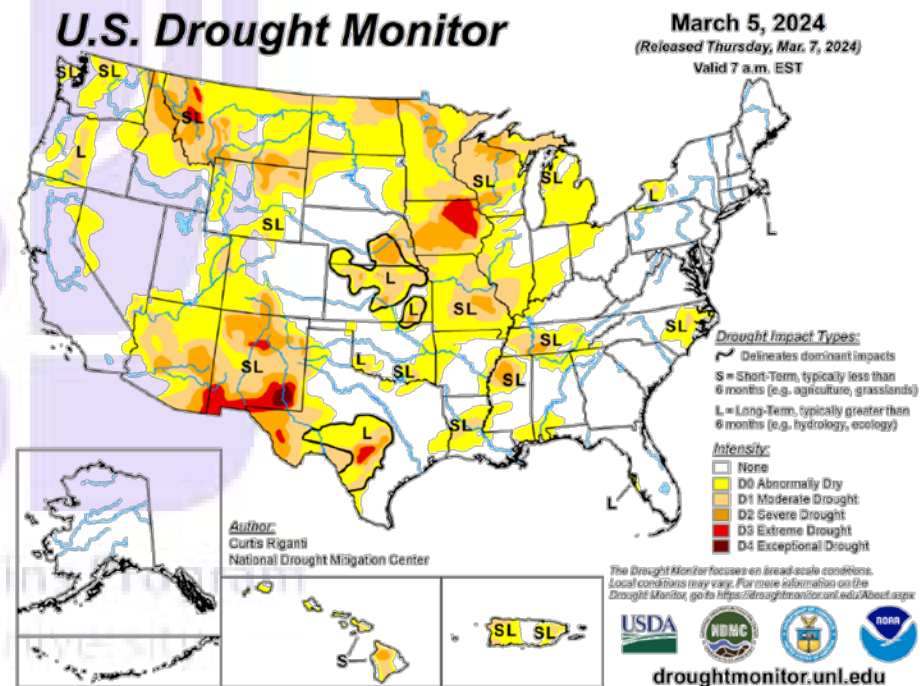 U.S. Drought Monitor
March 5, 2024
(Released Thursday, Mar. 7, 2024)
Valid 7 a.m. EST
SL
SL
SL
L
SL
SL
L
SL
L
L
L
SL
SL
SL
SL
L
SL
SL
L
SL
L
Drought Impact Types:
Delineates dominant impacts
S = Short-Term, typically less than
6 months (e.g. agriculture, grasslands)
L = Long-Term, typically greater than
6 months (e.g. hydrology, ecology)
Intensity:
None
D0 Abnormally Dry
D1 Moderate Drought
D2 Severe Drought
D3 Extreme Drought
D4 Exceptional Drought
Author:
Curtis Riganti
National Drought Mitigation Center
S
SL
SL
The Drought Monitor focuses on broad-scale conditions.
Local conditions may vary. For more information on the
Drought Monitor, go to https://droughtmonitor.unl.edu/About.aspx
USDA
NDMC
NOAA
droughtmonitor.unl.edu